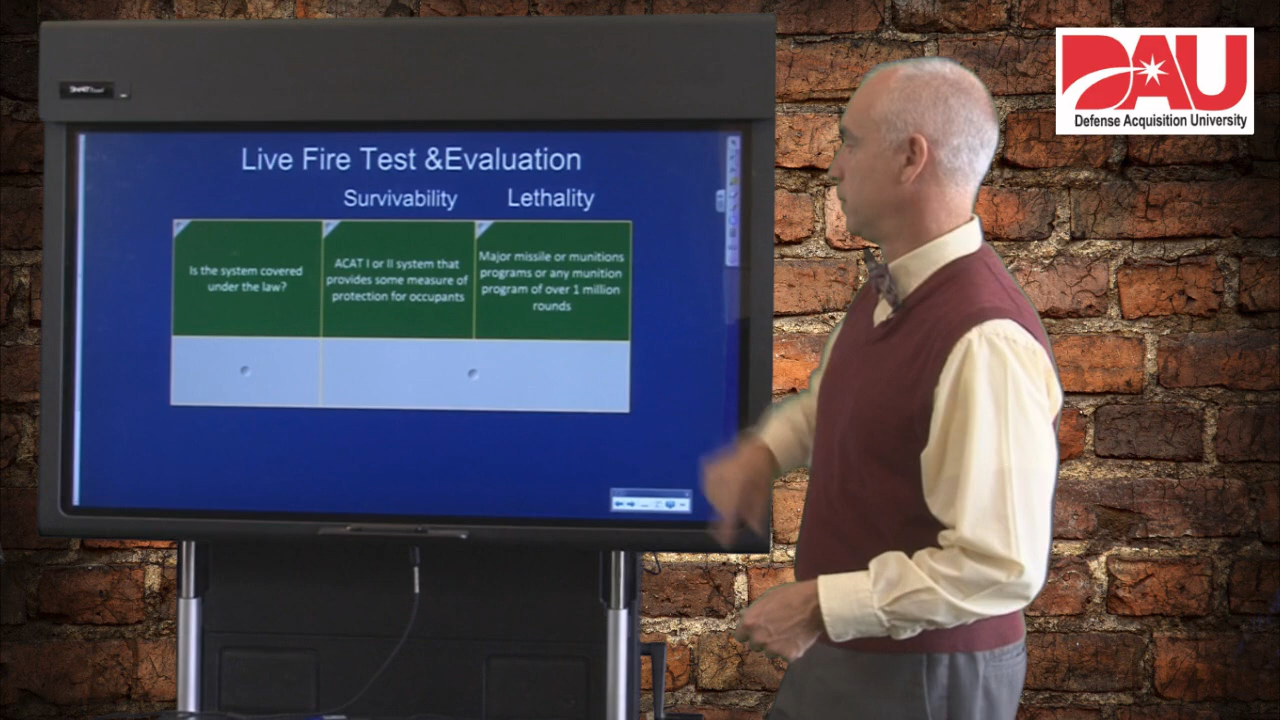 DAU
Defense Acquisition University
SMART Board
Live Fire Test &Evaluation
Survivability Lethality
Is the system covered
under the law?
ACAT I or II system that
provides some measure of
protection for occupants
Major missile or munitions
programs or any munition
program of over 1 million
rounds